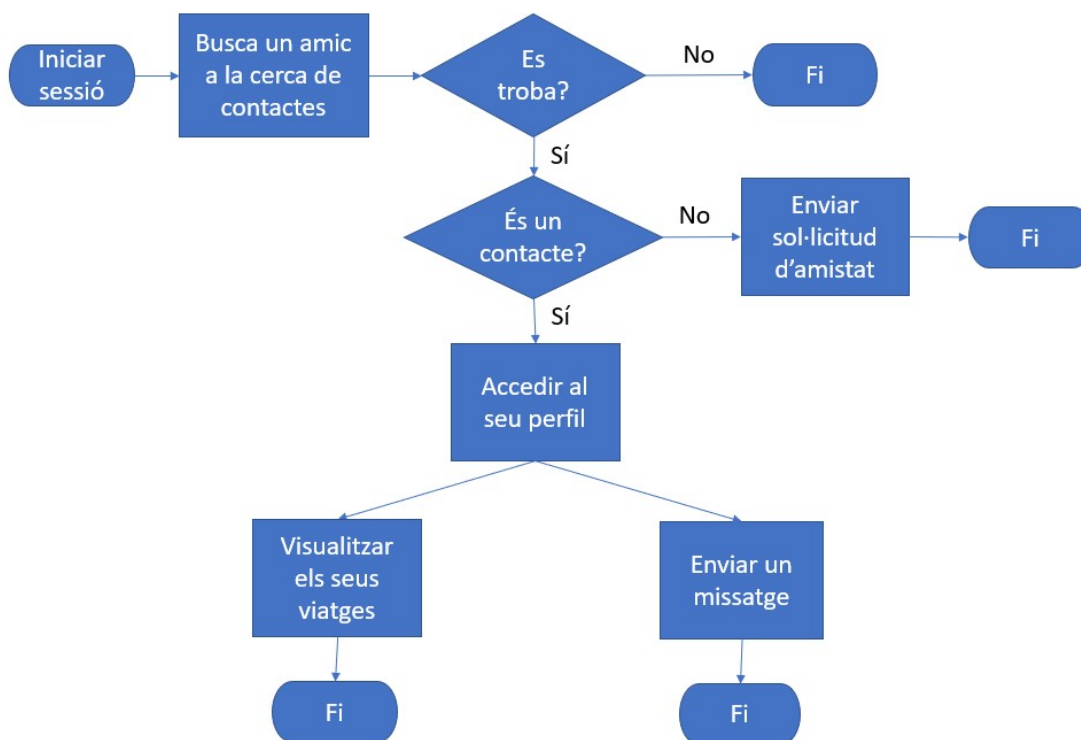 Iniciar
sessió
Busca un amic
a la cerca de
contactes
Es
troba?
No
Fi
Sí
És un
contacte?
No
Enviar
sol·licitud
d’amistat
Fi
Sí
Accedir al
seu perfil
Visualitzar
els seus
viatges
Enviar un
missatge
Fi
Fi